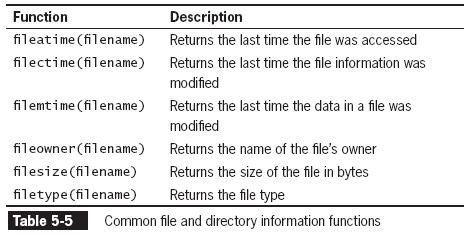 Function Description
fileatime(filename) Returns the last time the file was accessed
filectime(filename) Returns the last time the file information was
modified
filemtime(filename) Returns the last time the data in a file was
modified
fileowner(filename) Returns the name of the file's owner
filesize(filename) Returns the size of the file in bytes
filetype(filename) Returns the file type
Table 5-5 Common file and directory information functions